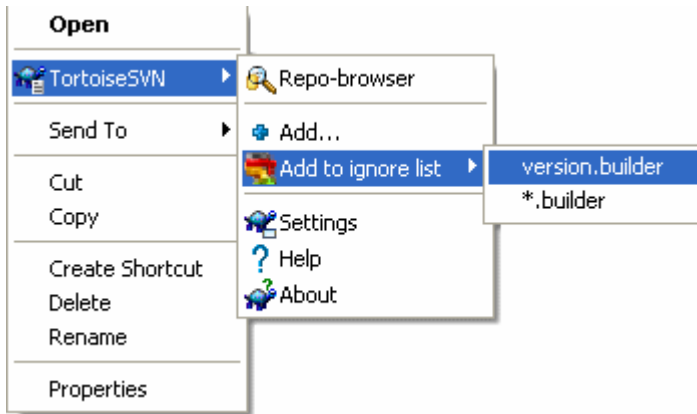 Open
TortoiseSVN
Send To
Cut
Copy
Create Shortcut
Delete
Rename
Properties
Repo-browser
Add...
Add to ignore list
Settings
Help
About
version.builder
*.builder